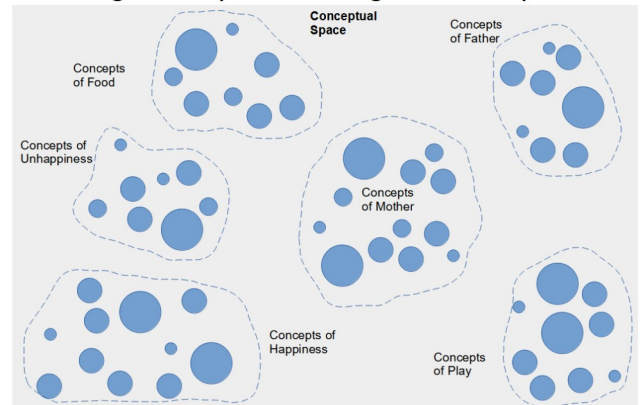 Conceptual
Space
Concepts
of Father
Concepts
of Food
Concepts of
Unhappiness
Concepts
of Mother
Concepts of
Happiness
Concepts
of Play